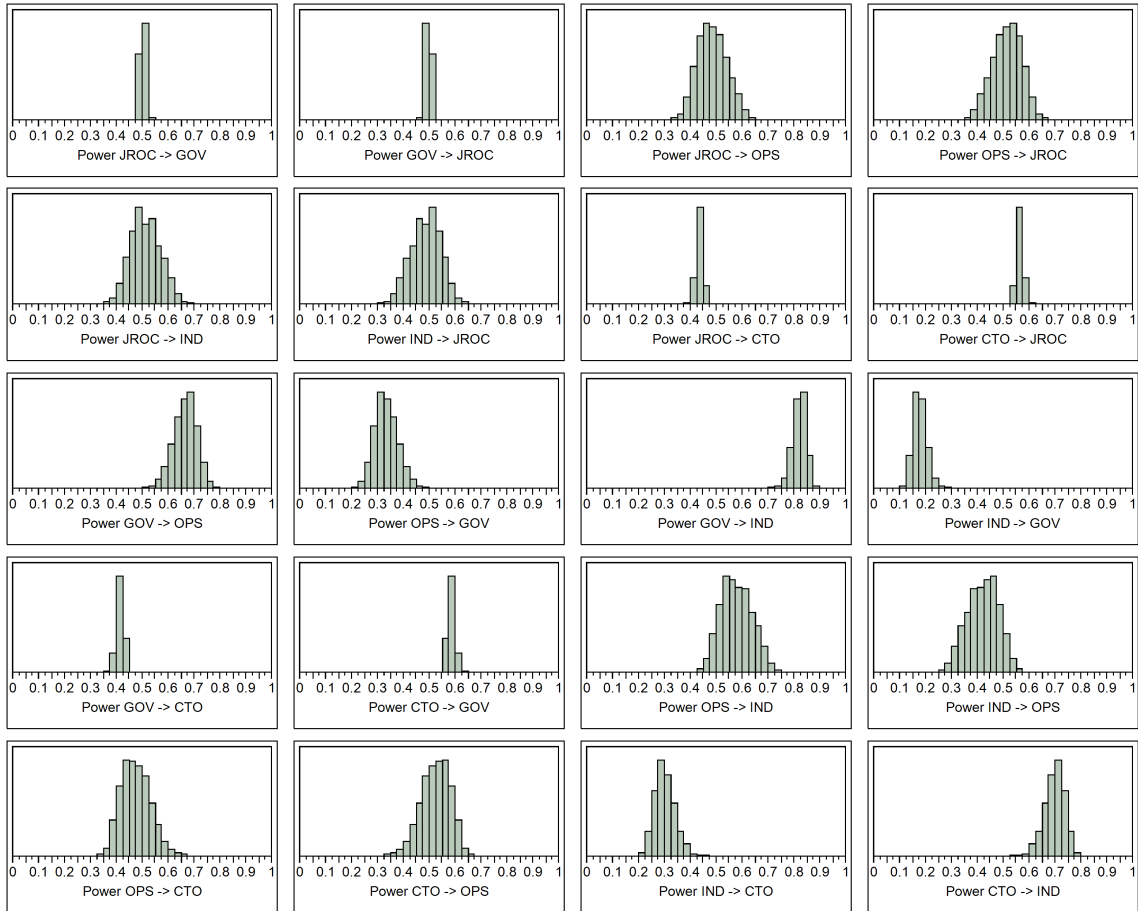 0 0.1 0.2 0.3 0.4 0.5 0.6 0.7 0.8 0.9 1
Power JROC -> GOV
0 0.1 0.2 0.3 0.4 0.5 0.6 0.7 0.8 0.9 1
Power GOV -> JROC
0 0.1 0.2 0.3 0.4 0.5 0.6 0.7 0.8 0.9 1
Power JROC -> OPS
0 0.1 0.2 0.3 0.4 0.5 0.6 0.7 0.8 0.9 1
Power OPS -> JROC
0 0.1 0.2 0.3 0.4 0.5 0.6 0.7 0.8 0.9 1
Power JROC -> IND
0 0.1 0.2 0.3 0.4 0.5 0.6 0.7 0.8 0.9 1
Power IND -> JROC
0 0.1 0.2 0.3 0.4 0.5 0.6 0.7 0.8 0.9 1
Power JROC -> CTO
0 0.1 0.2 0.3 0.4 0.5 0.6 0.7 0.8 0.9 1
Power CTO -> JROC
0 0.1 0.2 0.3 0.4 0.5 0.6 0.7 0.8 0.9 1
Power GOV -> OPS
0 0.1 0.2 0.3 0.4 0.5 0.6 0.7 0.8 0.9 1
Power OPS -> GOV
0 0.1 0.2 0.3 0.4 0.5 0.6 0.7 0.8 0.9 1
Power GOV -> IND
0 0.1 0.2 0.3 0.4 0.5 0.6 0.7 0.8 0.9 1
Power IND -> GOV
0 0.1 0.2 0.3 0.4 0.5 0.6 0.7 0.8 0.9 1
Power GOV -> CTO
0 0.1 0.2 0.3 0.4 0.5 0.6 0.7 0.8 0.9 1
Power CTO -> GOV
0 0.1 0.2 0.3 0.4 0.5 0.6 0.7 0.8 0.9 1
Power OPS -> IND
0 0.1 0.2 0.3 0.4 0.5 0.6 0.7 0.8 0.9 1
Power IND -> OPS
0 0.1 0.2 0.3 0.4 0.5 0.6 0.7 0.8 0.9 1
Power OPS -> CTO
0 0.1 0.2 0.3 0.4 0.5 0.6 0.7 0.8 0.9 1
Power CTO -> OPS
0 0.1 0.2 0.3 0.4 0.5 0.6 0.7 0.8 0.9 1
Power IND -> CTO
0 0.1 0.2 0.3 0.4 0.5 0.6 0.7 0.8 0.9 1
Power CTO -> IND